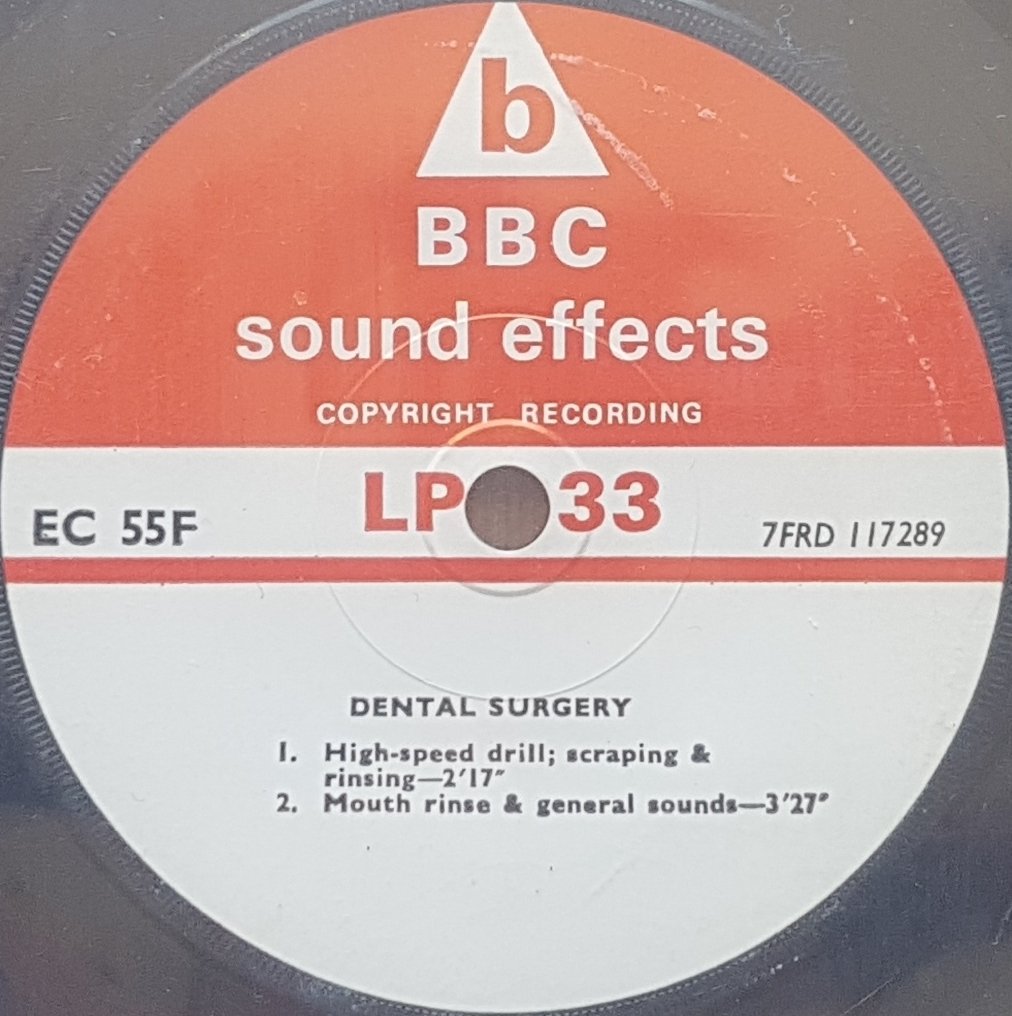 b
BBC
sound effects
COPYRIGHT RECORDING
LP 33
EC 55F
7FRD 117289
DENTAL SURGERY
1. High-speed drill; scraping &
rinsing—2'17"
2. Mouth rinse & general sounds—3'27"